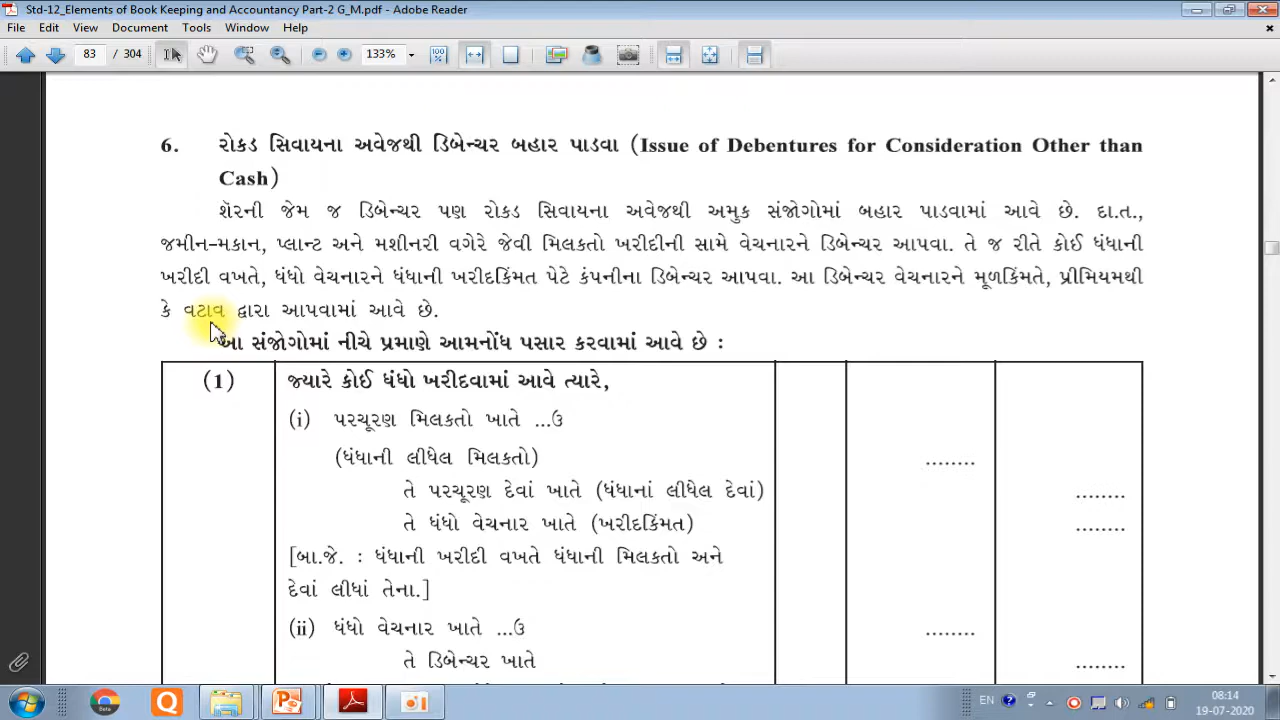 Std-12_Elements of Book Keeping and Accountancy Part-2 G_M.pdf - Adobe Reader
File Edit View Document Tools Window Help
83 / 304 133%
6. રોકડ સિવાયના અવેજથી ડિબેન્ચર બહાર પાડવા (Issue of Debentures for Consideration Other than
Cash)
શૅરની જેમ જ ડિબેન્ચર પણ રોકડ સિવાયના અવેજથી અમુક સંજોગોમાં બહાર પાડવામાં આવે છે. દા.ત.,
જમીન-મકાન, પ્લાન્ટ અને મશીનરી વગેરે જેવી મિલકતો ખરીદીની સામે વેચનારને ડિબેન્ચર આપવા. તે જ રીતે કોઈ ધંધાની
ખરીદી વખતે, ધંધો વેચનારને ધંધાની ખરીદકિંમત પેટે કંપનીના ડિબેન્ચર આપવા. આ ડિબેન્ચર વેચનારને મૂળકિંમતે, પ્રીમિયમથી
કે વટાવ દ્વારા આપવામાં આવે છે.
આ સંજોગોમાં નીચે પ્રમાણે આમનોંધ પસાર કરવામાં આવે છે :
(1) જ્યારે કોઈ ધંધો ખરીદવામાં આવે ત્યારે,
(i) પરચૂરણ મિલકતો ખાતે ...ઉ
(ધંધાની લીધેલ મિલકતો) ........
તે પરચૂરણ દેવાં ખાતે (ધંધાનાં લીધેલ દેવાં) ........
તે ધંધો વેચનાર ખાતે (ખરીદકિંમત) ........
[બા.જે. : ધંધાની ખરીદી વખતે ધંધાની મિલકતો અને
દેવાં લીધાં તેના.]
(ii) ધંધો વેચનાર ખાતે ...ઉ ........
તે ડિબેન્ચર ખાતે ........
EN 08:14
19-07-2020